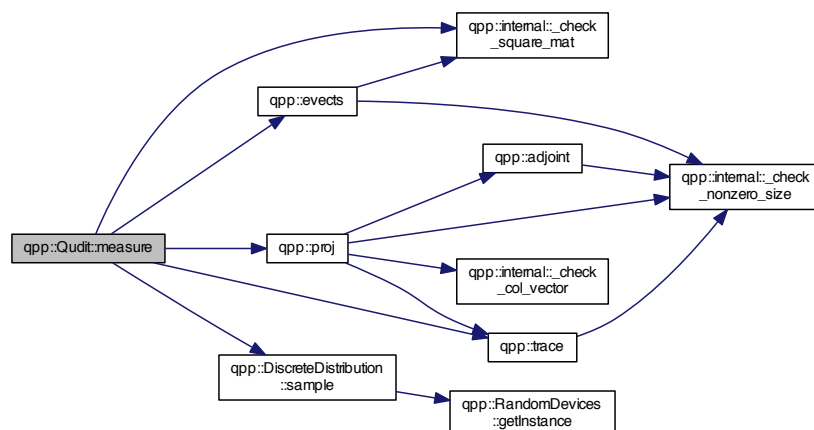 qpp::internal::_check
_square_mat
qpp::evects
qpp::adjoint
qpp::internal::_check
_nonzero_size
qpp::Qudit::measure
qpp::proj
qpp::internal::_check
_col_vector
qpp::trace
qpp::DiscreteDistribution
::sample
qpp::RandomDevices
::getInstance